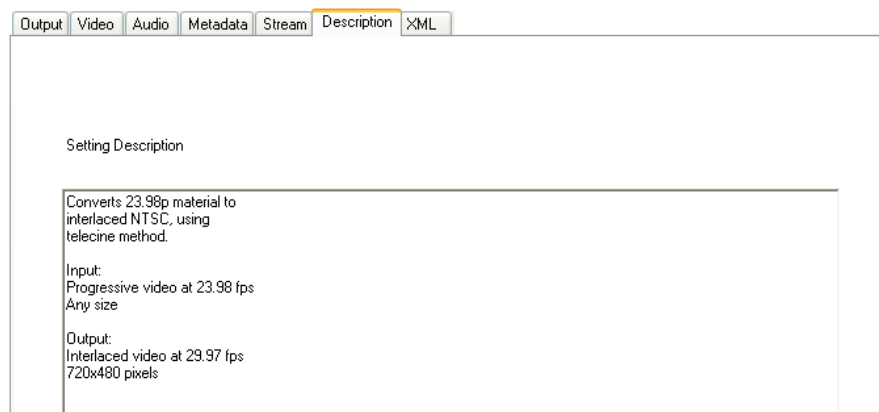 Output Video Audio Metadata Stream Description XML
Setting Description
Converts 23.98p material to
interlaced NTSC, using
telecine method.
Input:
Progressive video at 23.98 fps
Any size
Output:
Interlaced video at 29.97 fps
720x480 pixels